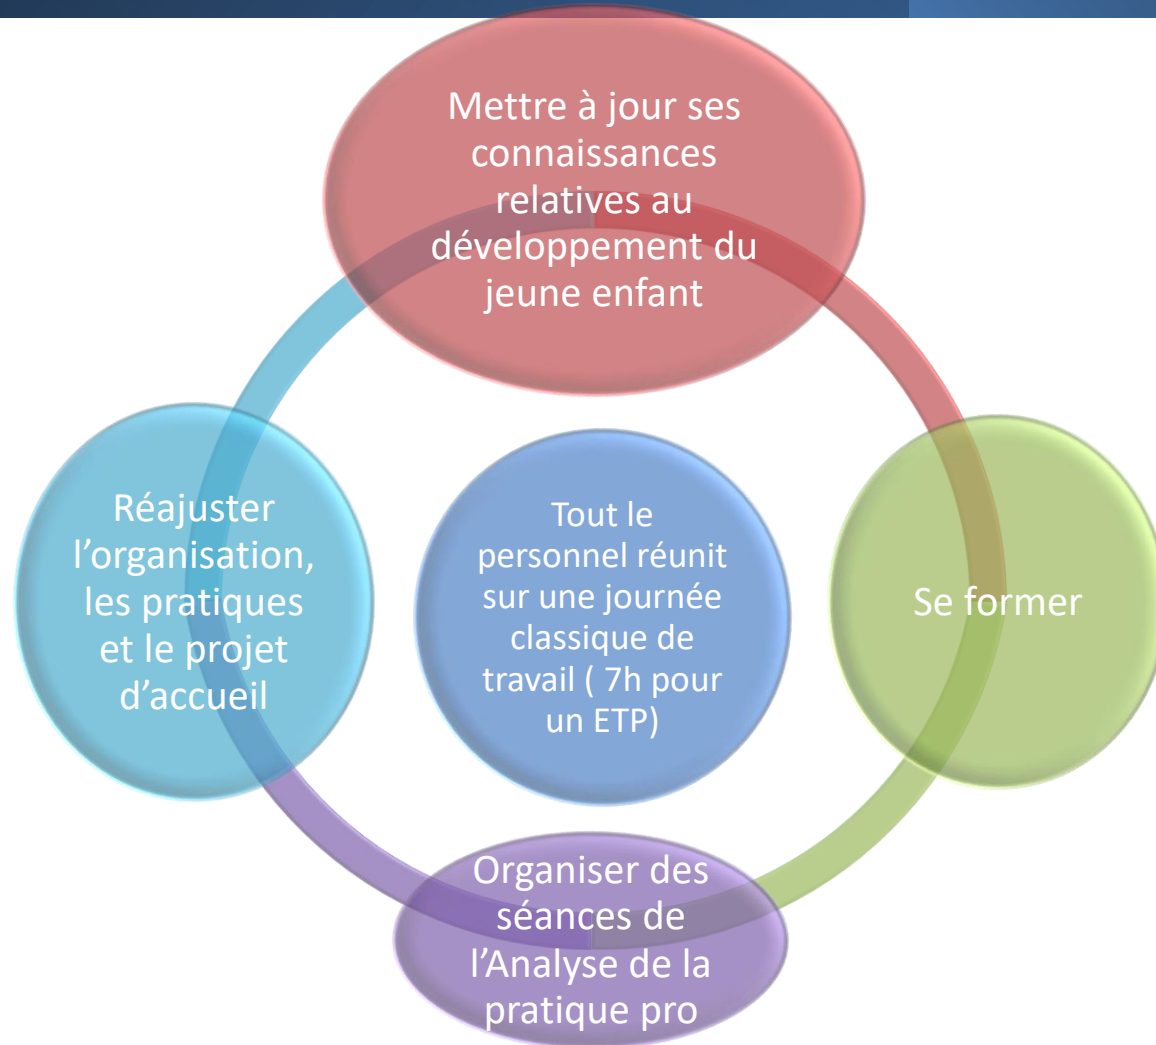 Mettre à jour ses
connaissances
relatives au
développement du
jeune enfant
Réajuster
l’organisation,
les pratiques
et le projet
d’accueil
Tout le
personnel réunit
sur une journée
classique de
travail ( 7h pour
un ETP)
Se former
Organiser des
séances de
l’Analyse de la
pratique pro